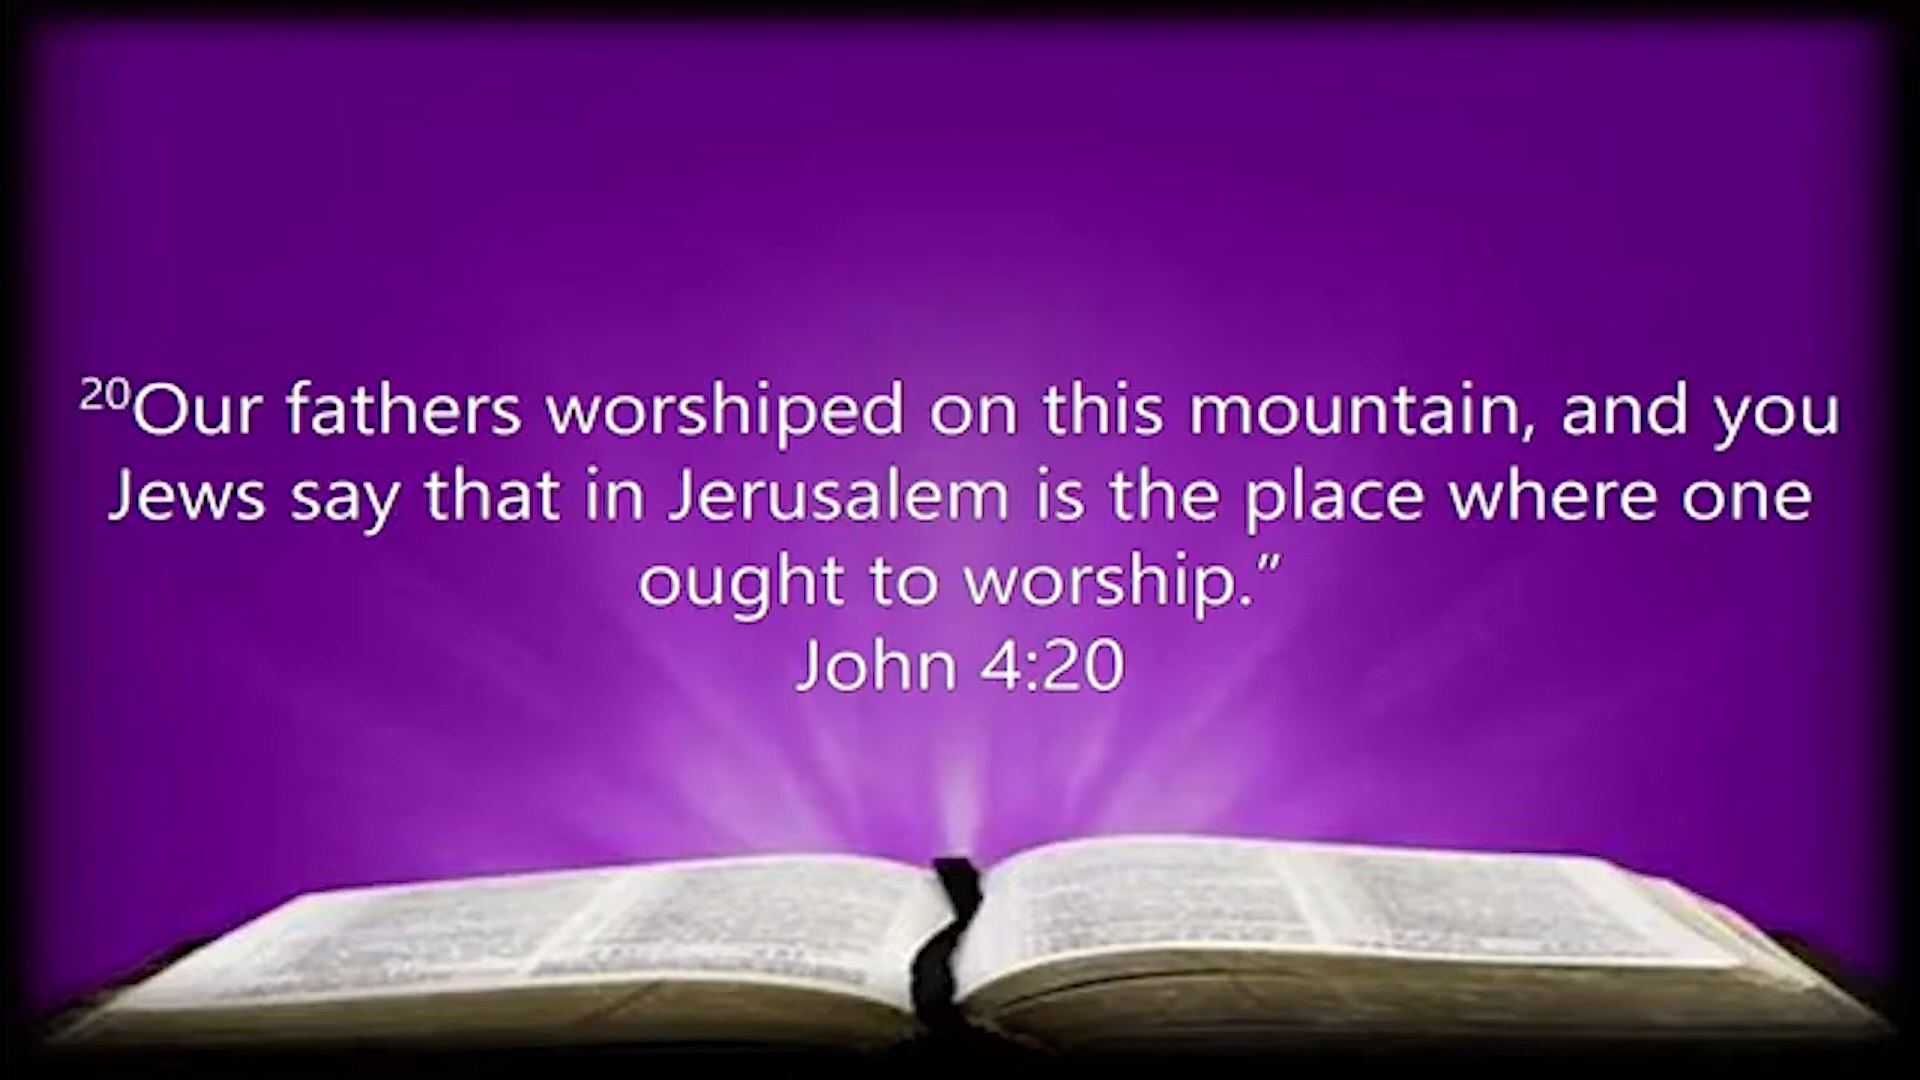 20Our fathers worshiped on this mountain, and you
Jews say that in Jerusalem is the place where one
ought to worship.”
John 4:20